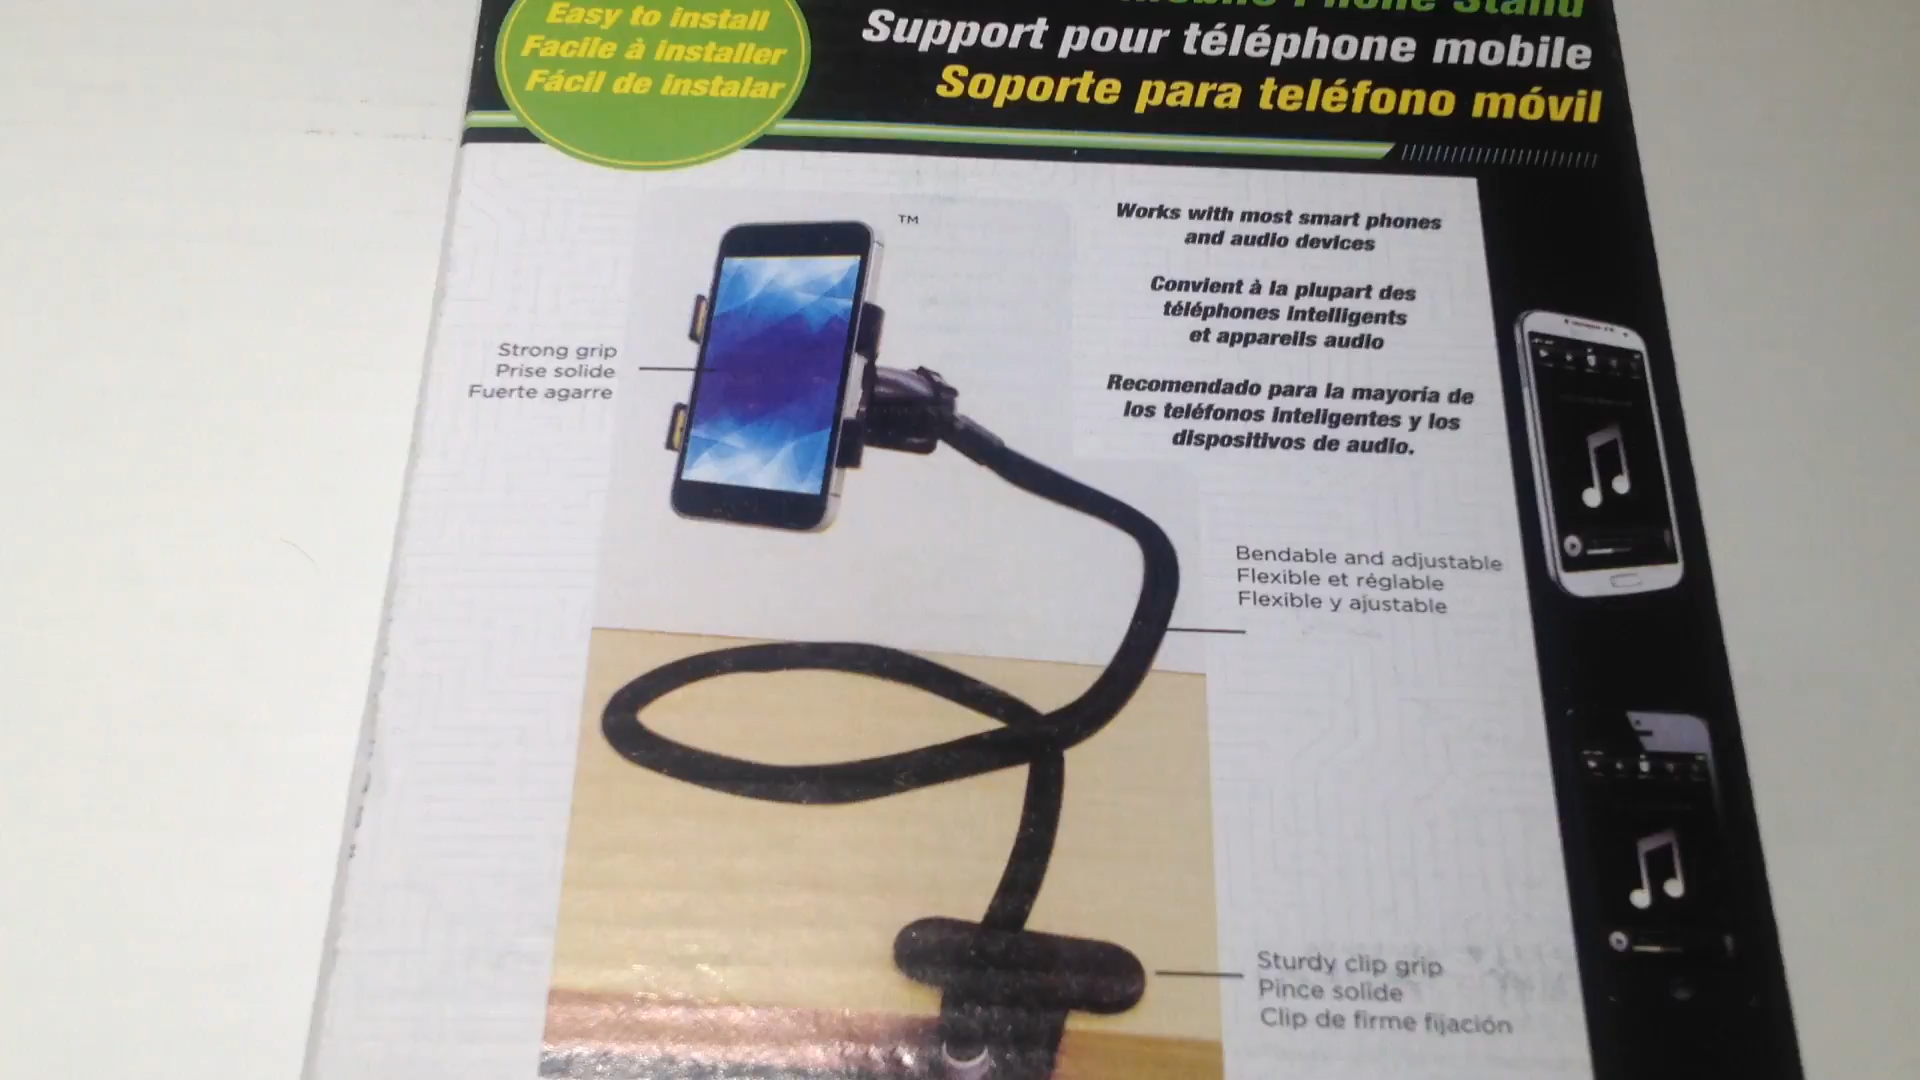 Easy to install
Facile à installer
Fácil de instalar
Mobile Phone Stand
Support pour téléphone mobile
Soporte para teléfono móvil
TM
Works with most smart phones
and audio devices
Convient à la plupart des
téléphones intelligents
et appareils audio
Recomendado para la mayoría de
los teléfonos inteligentes y los
dispositivos de audio.
Strong grip
Prise solide
Fuerte agarre
Bendable and adjustable
Flexible et réglable
Flexible y ajustable
Sturdy clip grip
Pince solide
Clip de firme fijación